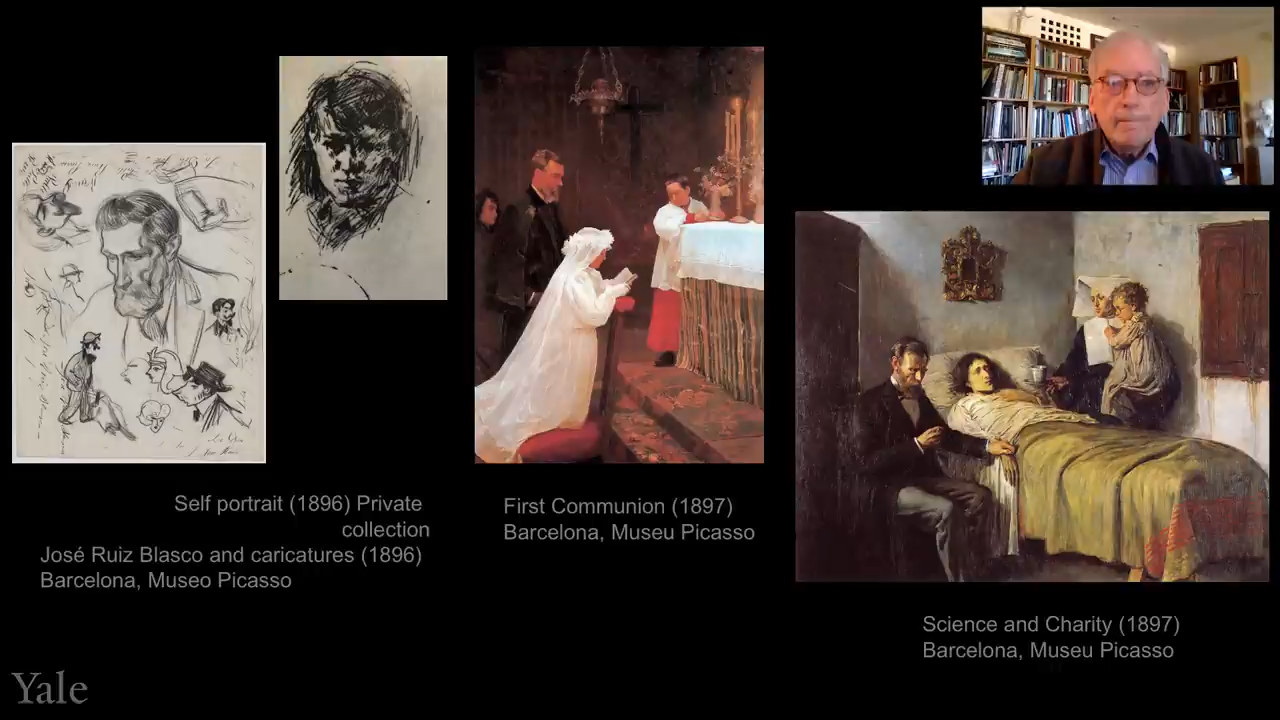 Self portrait (1896) Private
collection
José Ruiz Blasco and caricatures (1896)
Barcelona, Museo Picasso
First Communion (1897)
Barcelona, Museu Picasso
Science and Charity (1897)
Barcelona, Museu Picasso
Yale